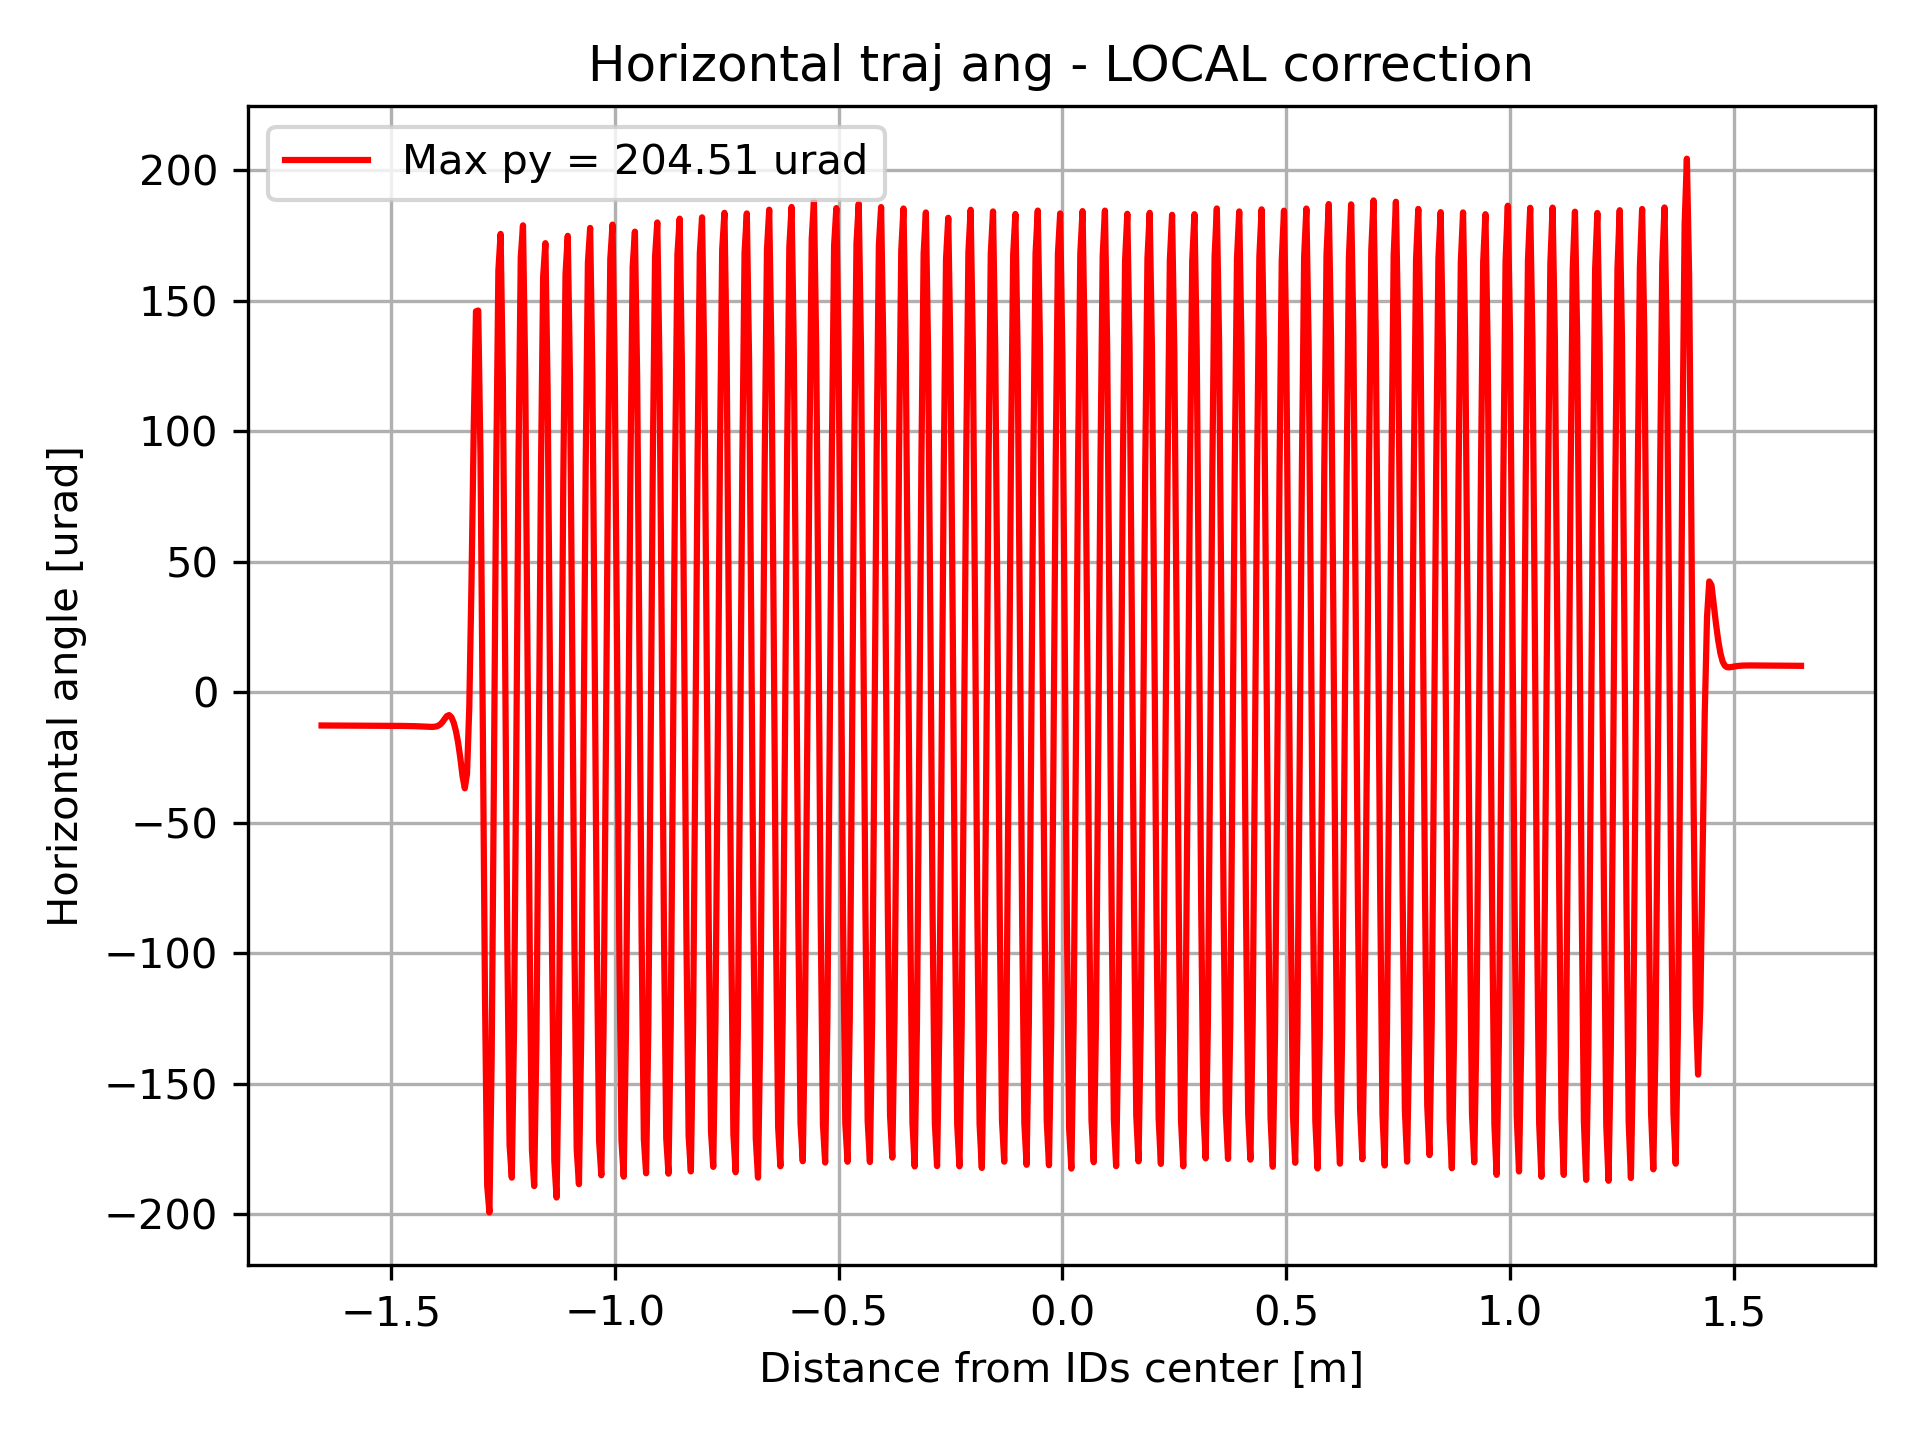 Horizontal traj ang - LOCAL correction
Max py = 204.51 urad
200
150
100
50
0
−50
−100
−150
−200
Horizontal angle [urad]
−1.5 −1.0 −0.5 0.0 0.5 1.0 1.5
Distance from IDs center [m]